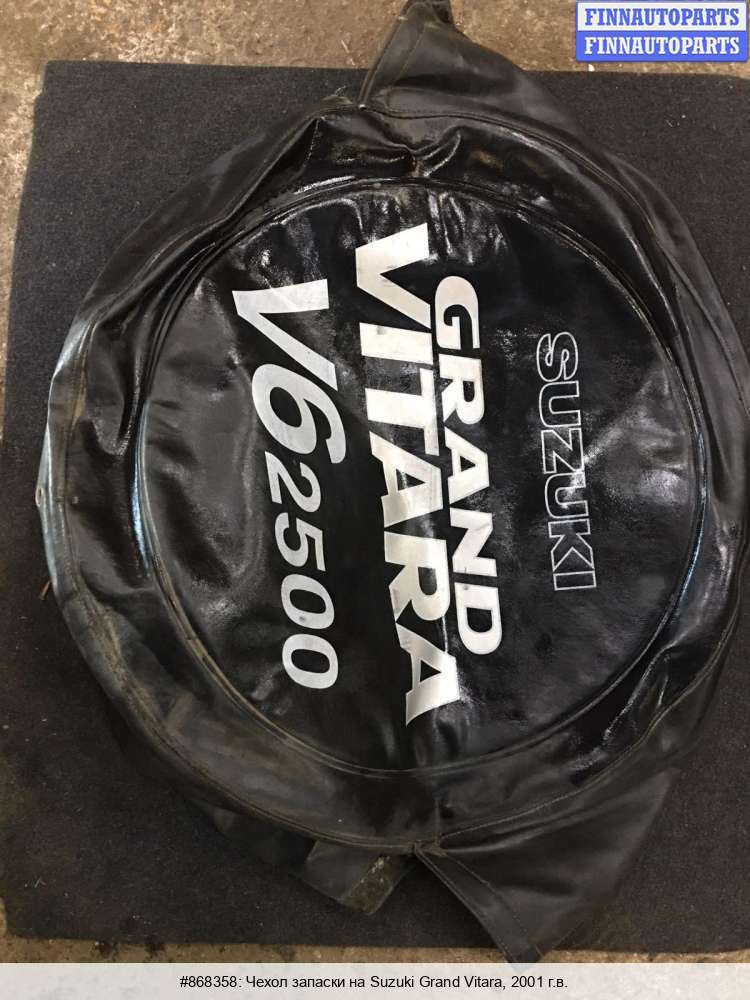 FINNAUTOPARTS
FINNAUTOPARTS
SUZUKI
GRAND
VITARA
V6 2500
#868358: Чехол запаски на Suzuki Grand Vitara, 2001 г.в.